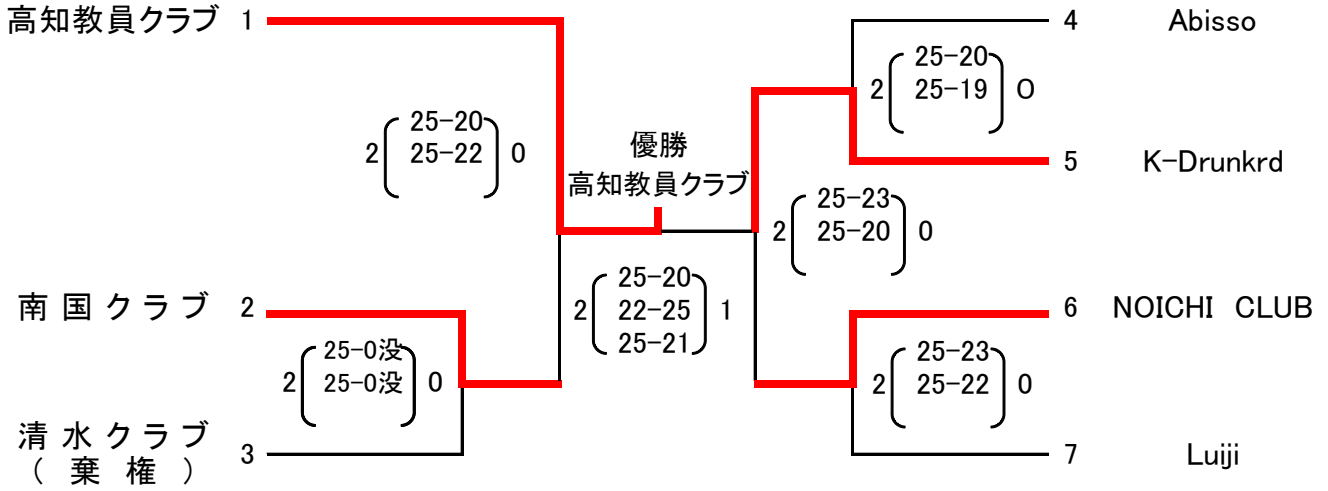 高知教員クラブ 1
4 Abisso
25-20
2 25-19 0
25-20
2 25-22 0
優勝
高知教員クラブ
5 K-Drunkrd
25-23
2 25-20 0
南国クラブ 2
25-20
2 22-25 1
25-21
6 NOICHI CLUB
25-0没
2 25-0没 0
25-23
2 25-22 0
清水クラブ
(棄権) 3
7 Luiji